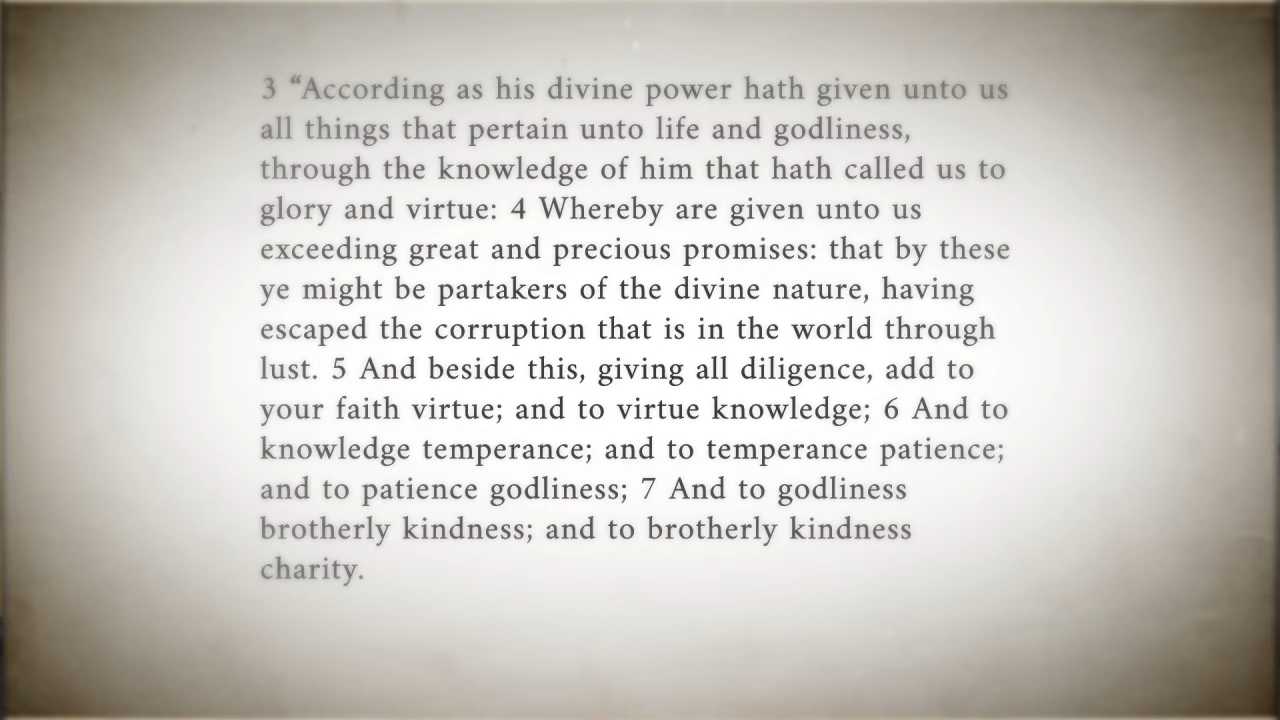 3 “According as his divine power hath given unto us
all things that pertain unto life and godliness,
through the knowledge of him that hath called us to
glory and virtue: 4 Whereby are given unto us
exceeding great and precious promises: that by these
ye might be partakers of the divine nature, having
escaped the corruption that is in the world through
lust. 5 And beside this, giving all diligence, add to
your faith virtue; and to virtue knowledge; 6 And to
knowledge temperance; and to temperance patience;
and to patience godliness; 7 And to godliness
brotherly kindness; and to brotherly kindness
charity.